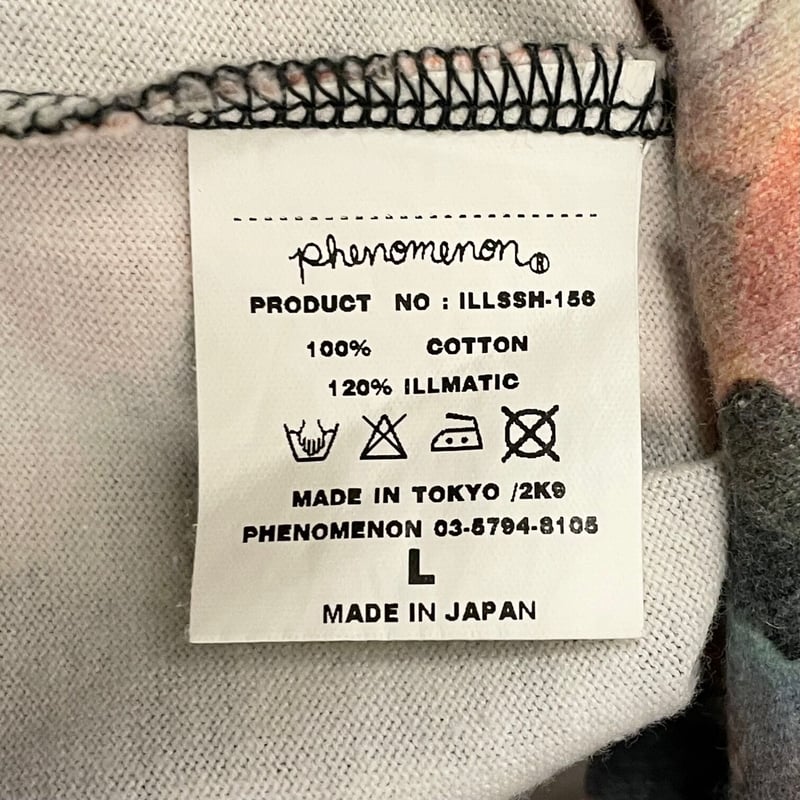 phenomenon®
PRODUCT NO : ILLSSH-156
100% COTTON
120% ILLMATIC
MADE IN TOKYO /2K9
PHENOMENON 03-5794-8105
L
MADE IN JAPAN